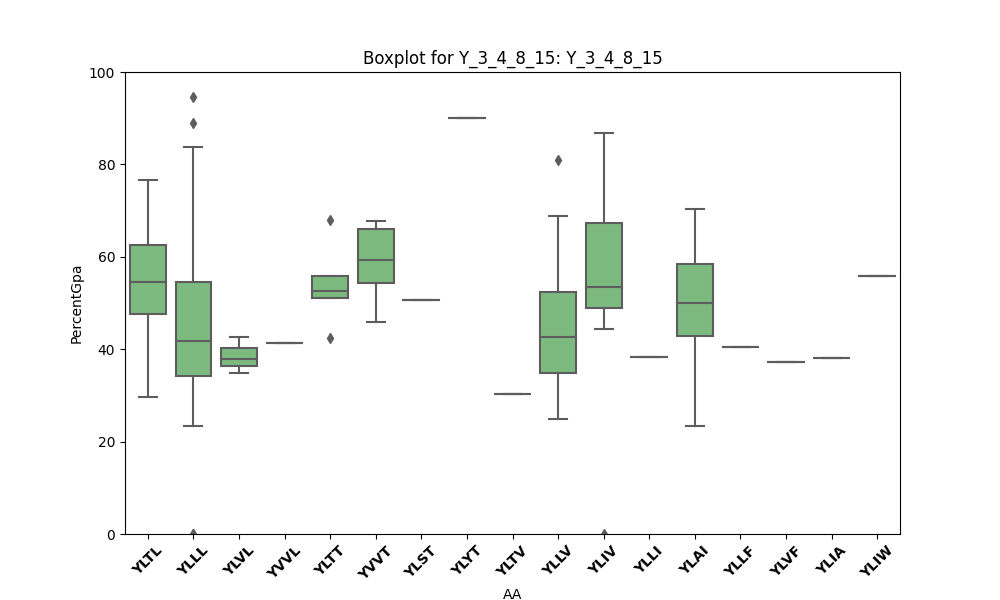 Boxplot for Y_3_4_8_15: Y_3_4_8_15
100
80
60
40
20
0
PercentGpa
YLTL YLLL YLVL YVVL YLTT YVVT YLST YLYT YLTV YLLV YLIV YLLI YLAI YLLF YLVF YLIA YLIW
AA